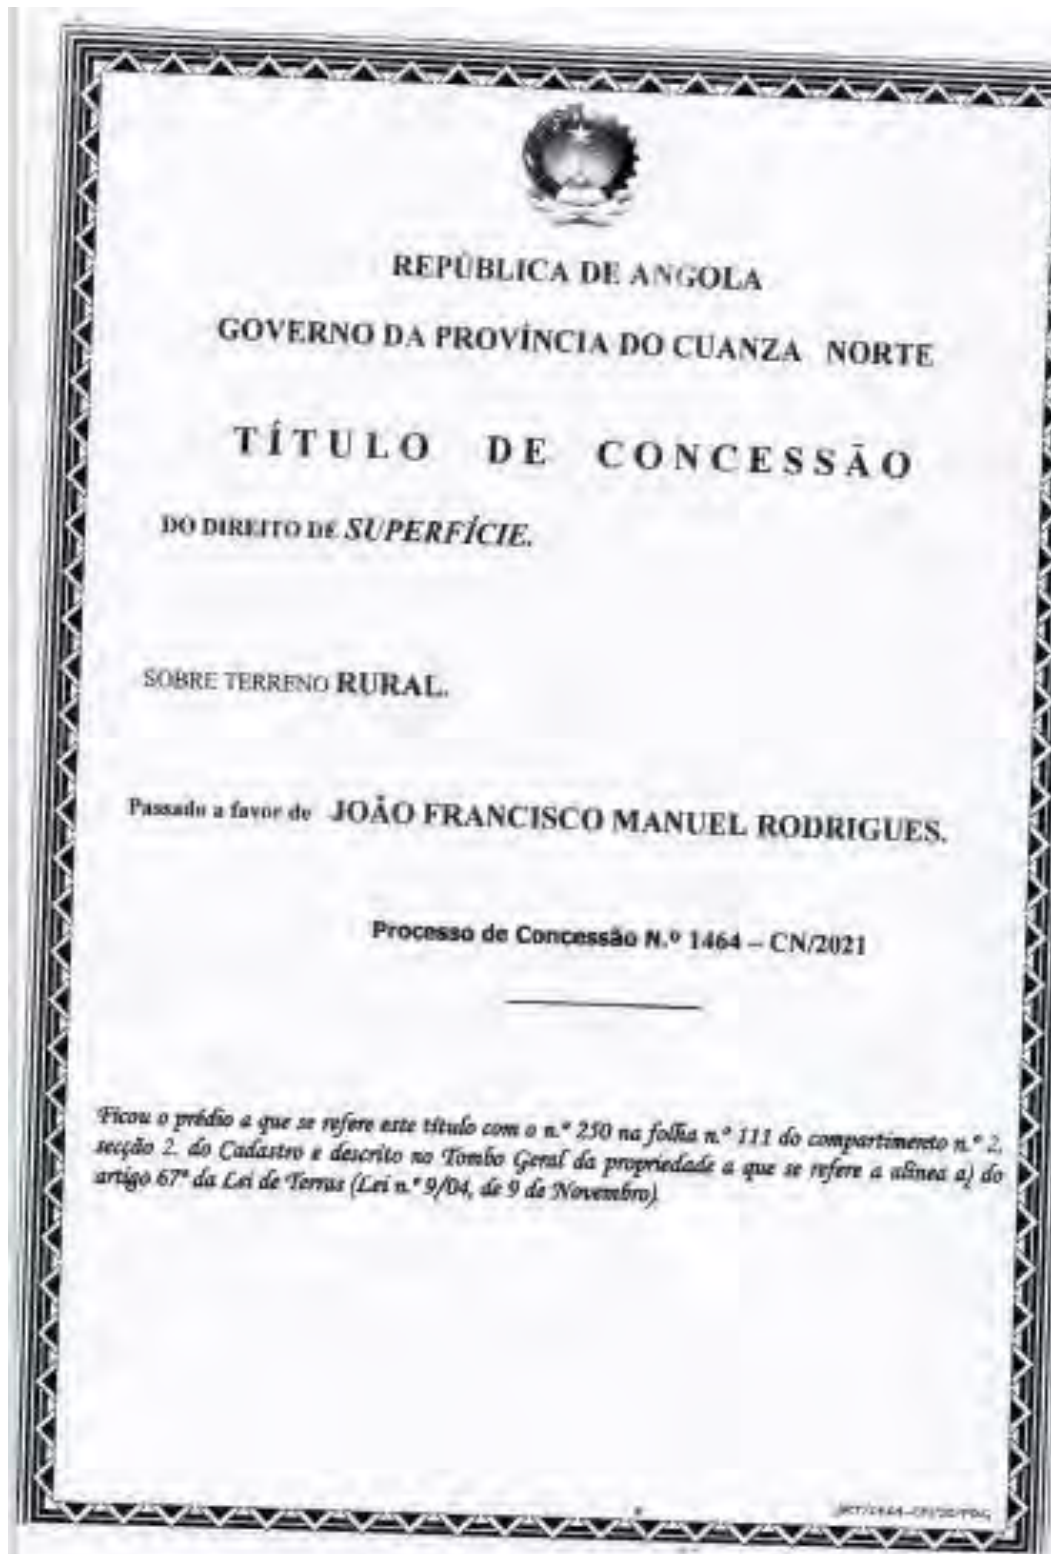 REPÚBLICA DE ANGOLA
GOVERNO DA PROVÍNCIA DO CUANZA NORTE
TÍTULO DE CONCESSÃO
DO DIREITO DE SUPERFÍCIE.
SOBRE TERRENO RURAL.
Passado a favor de JOÃO FRANCISCO MANUEL RODRIGUES.
Processo de Concessão N.º 1464 – CN/2021
Ficou o prédio a que se refere este título com o n.º 250 na folha n.º 111 do compartimento n.º 2,
secção 2. do Cadastro e descrito no Tombo Geral da propriedade a que se refere a alínea a) do
artigo 67º da Lei de Terras (Lei n.º 9/04, de 9 de Novembro).